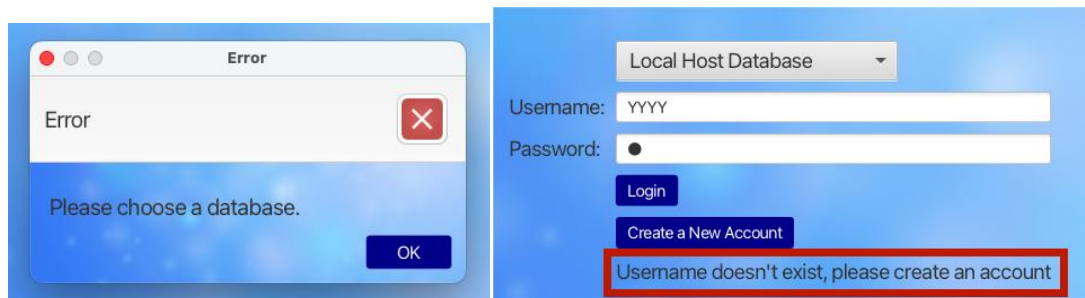 Error
Error
Please choose a database.
OK
Local Host Database
Username: YYYY
Password: ●
Login
Create a New Account
Username doesn't exist, please create an account